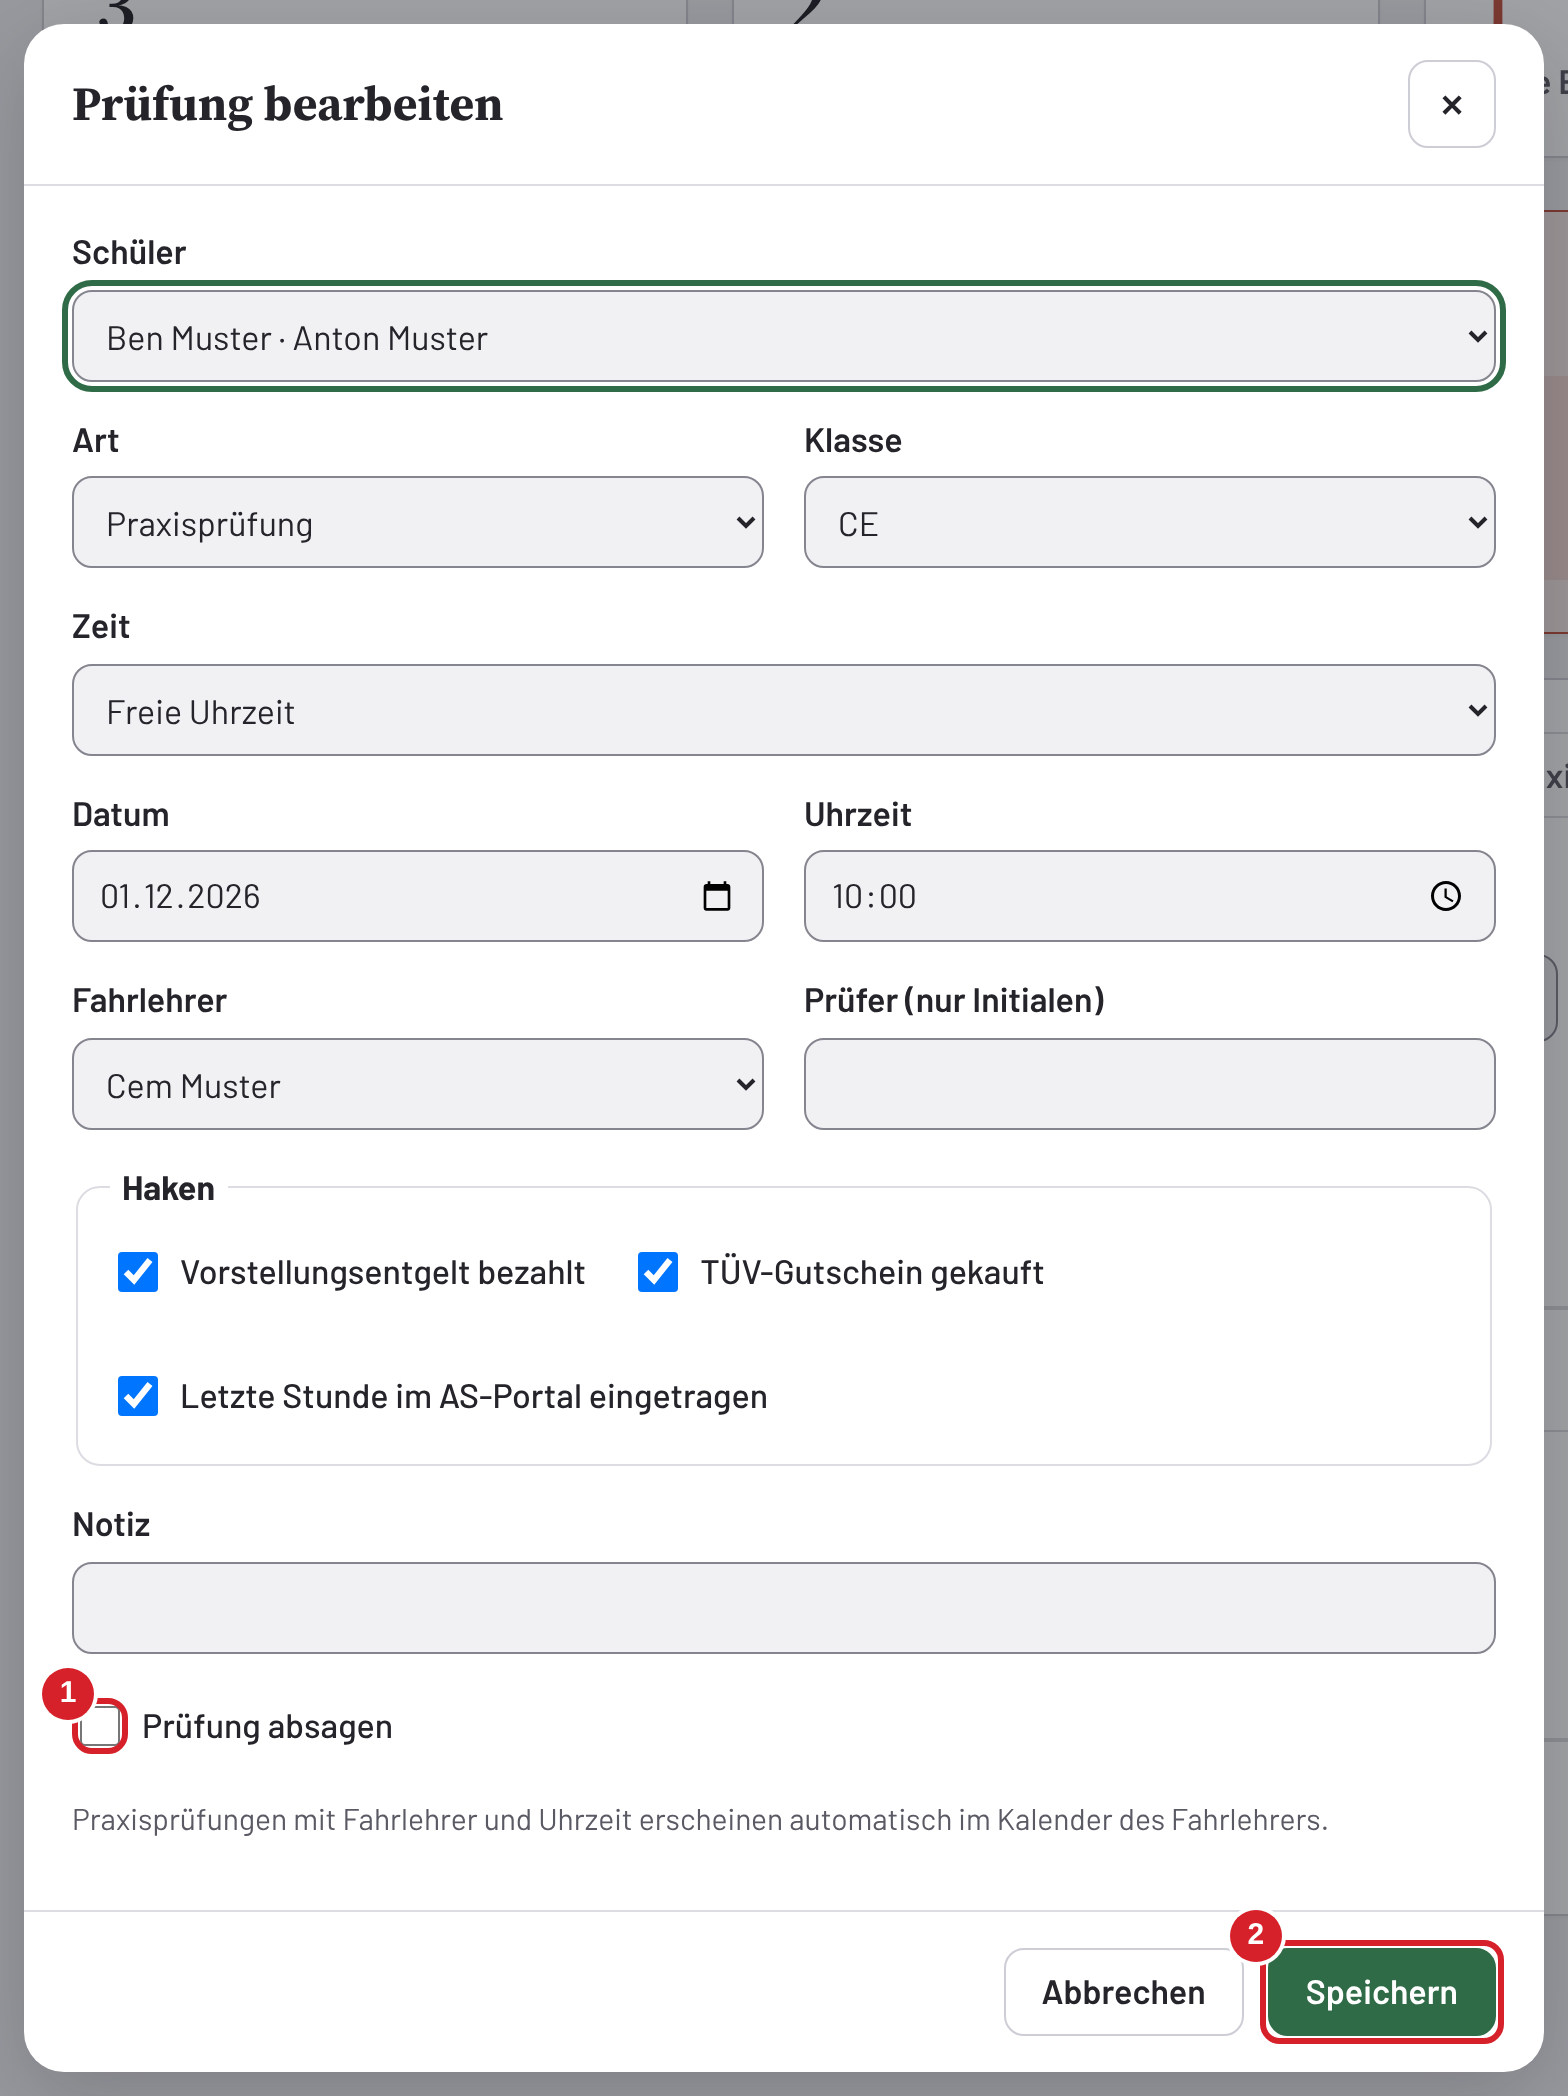 Prüfung bearbeiten
×
Schüler
Ben Muster · Anton Muster
Art
Klasse
Praxisprüfung
CE
Zeit
Freie Uhrzeit
Datum
Uhrzeit
01.12.2026
10:00
Fahrlehrer
Prüfer (nur Initialen)
Cem Muster
Haken
Vorstellungsentgelt bezahlt
TÜV-Gutschein gekauft
Letzte Stunde im AS-Portal eingetragen
Notiz
1
Prüfung absagen
Praxisprüfungen mit Fahrlehrer und Uhrzeit erscheinen automatisch im Kalender des Fahrlehrers.
2
Abbrechen
Speichern